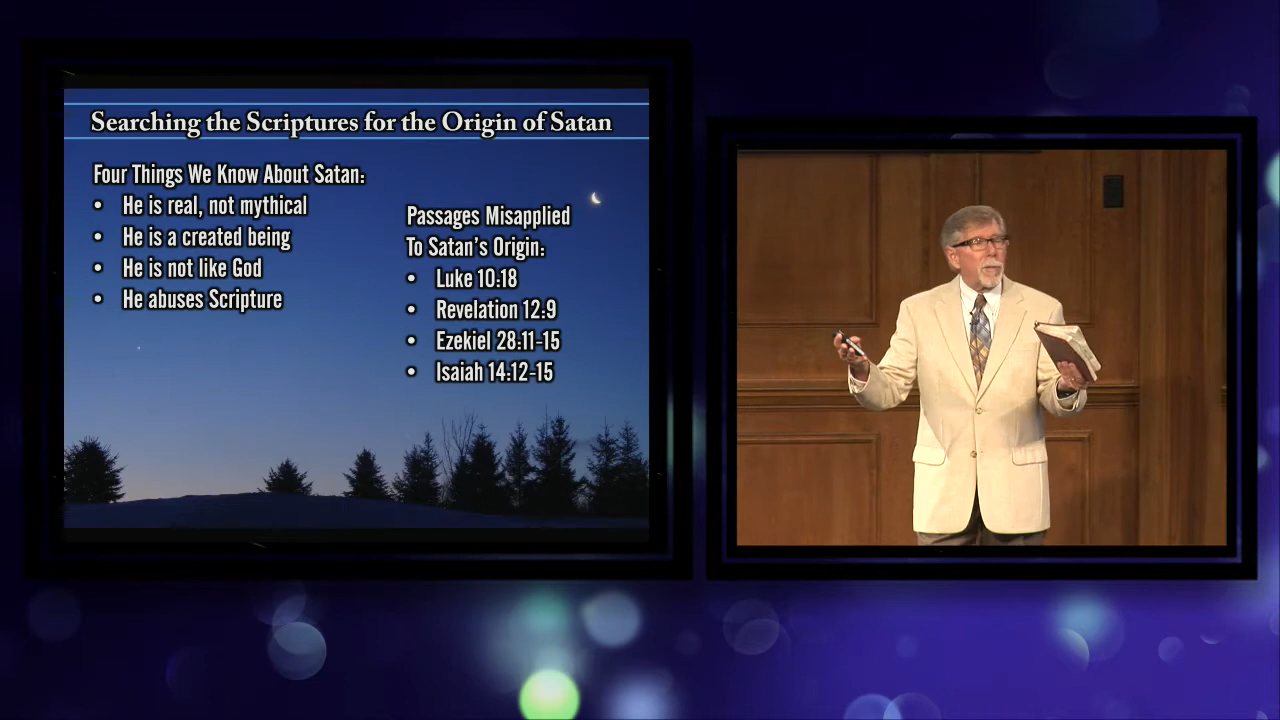 Searching the Scriptures for the Origin of Satan
Four Things We Know About Satan:
• He is real, not mythical
• He is a created being
• He is not like God
• He abuses Scripture
Passages Misapplied
To Satan's Origin:
• Luke 10:18
• Revelation 12:9
• Ezekiel 28:11-15
• Isaiah 14:12-15